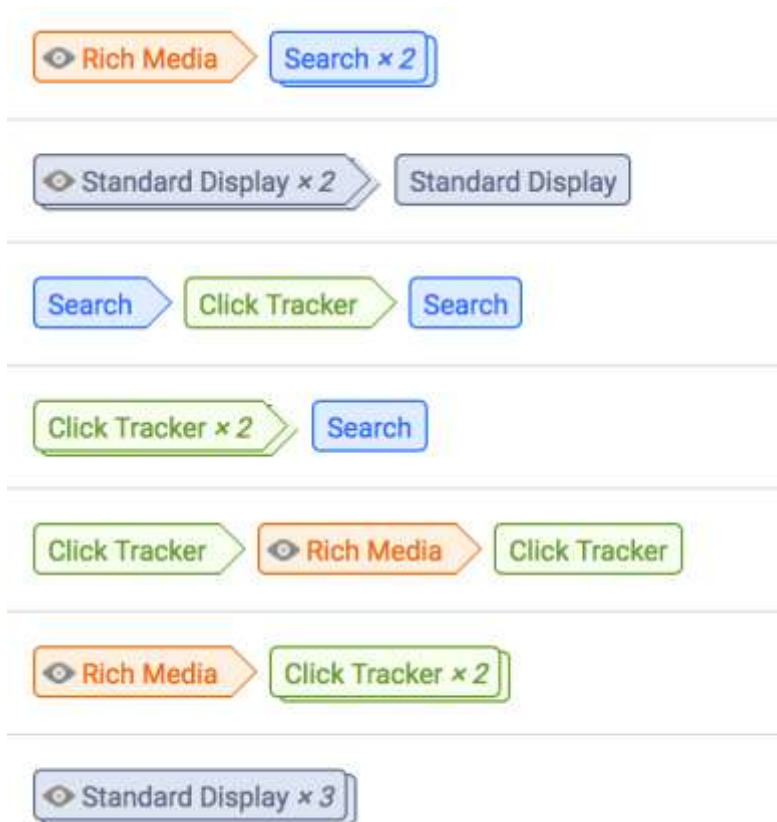 Rich Media Search × 2
Standard Display × 2 Standard Display
Search Click Tracker Search
Click Tracker × 2 Search
Click Tracker Rich Media Click Tracker
Rich Media Click Tracker × 2
Standard Display × 3